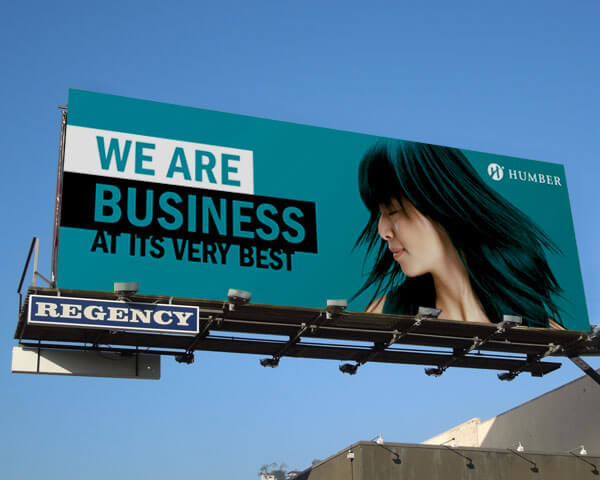 WE ARE
BUSINESS
AT ITS VERY BEST
HUMBER
REGENCY